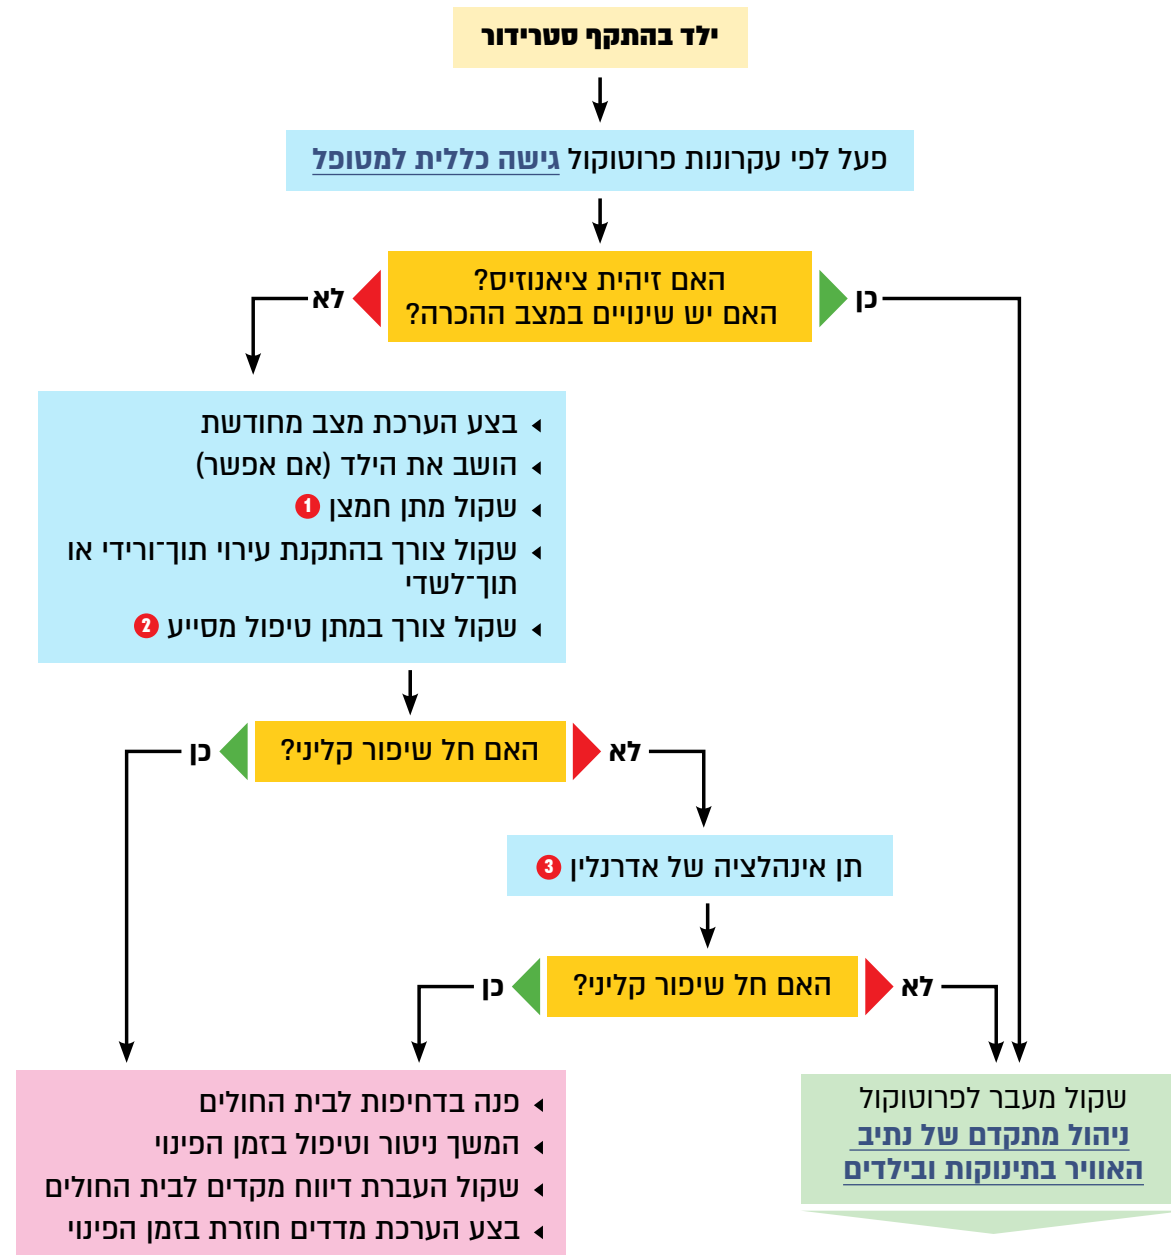 ילד בהתקף סטרידור
פעל לפי עקרונות פרוטוקול גישה כללית למטופל
האם זיהית ציאנוזיס?
האם יש שינויים במצב ההכרה?
כן
לא
בצע הערכת מצב מחודשת
הושב את הילד (אם אפשר)
שקול מתן חמצן 1
שקול צורך בהתקנת עירוי תוך־ורידי או
תוך־לשדי
שקול צורך במתן טיפול מסייע 2
האם חל שיפור קליני?
לא
כן
תן אינהלציה של אדרנלין 3
האם חל שיפור קליני?
לא
כן
שקול מעבר לפרוטוקול
ניהול מתקדם של נתיב
האוויר בתינוקות ובילדים
פנה בדחיפות לבית החולים
המשך ניטור וטיפול בזמן הפינוי
שקול העברת דיווח מקדים לבית החולים
בצע הערכת מדדים חוזרת בזמן הפינוי